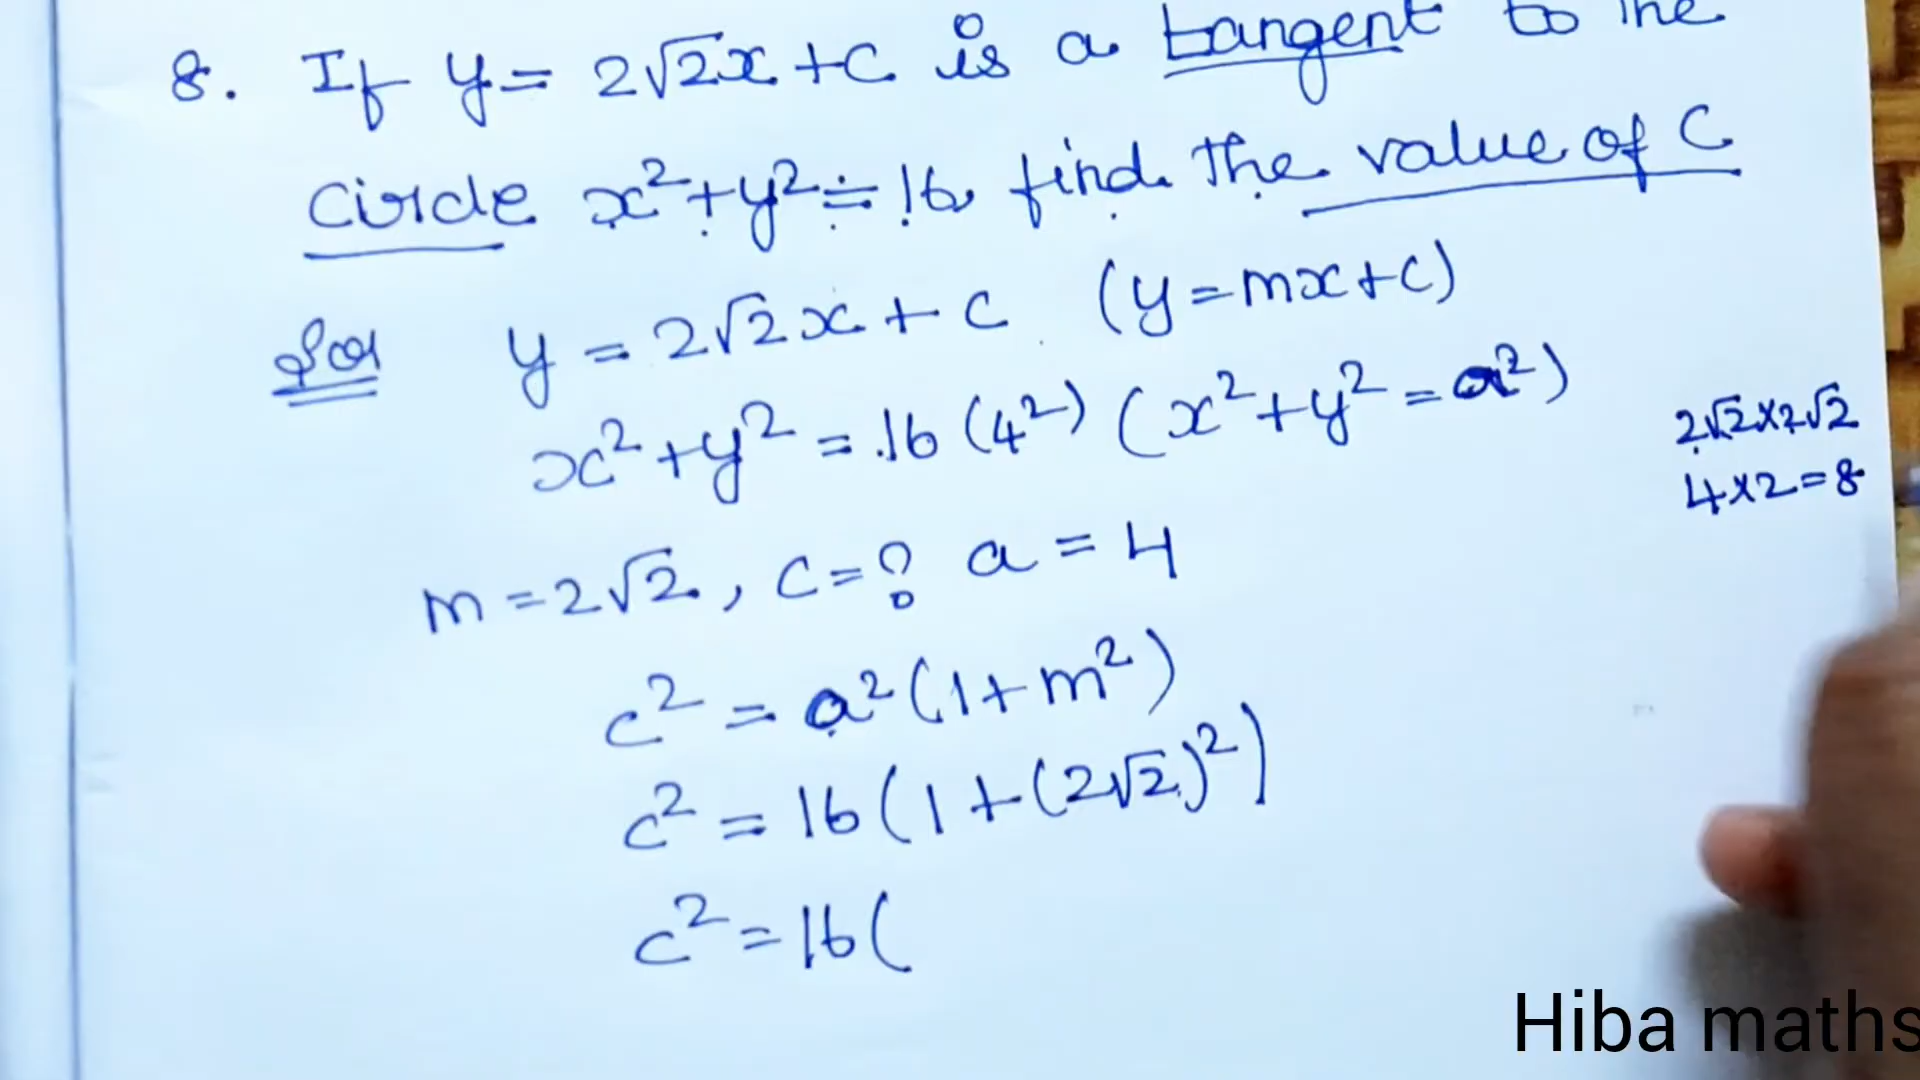 8. If y = 2√2x + c is a tangent to the
circle x² + y² = 16 find the value of C
Sol
y = 2√2x + c (y = mx + c)
x² + y² = 16 (4²) (x² + y² = a²)
2√2 × 2√2
4 × 2 = 8
m = 2√2, c = ? a = 4
c² = a² (1 + m²)
c² = 16 (1 + (2√2)²)
c² = 16 (
Hiba maths